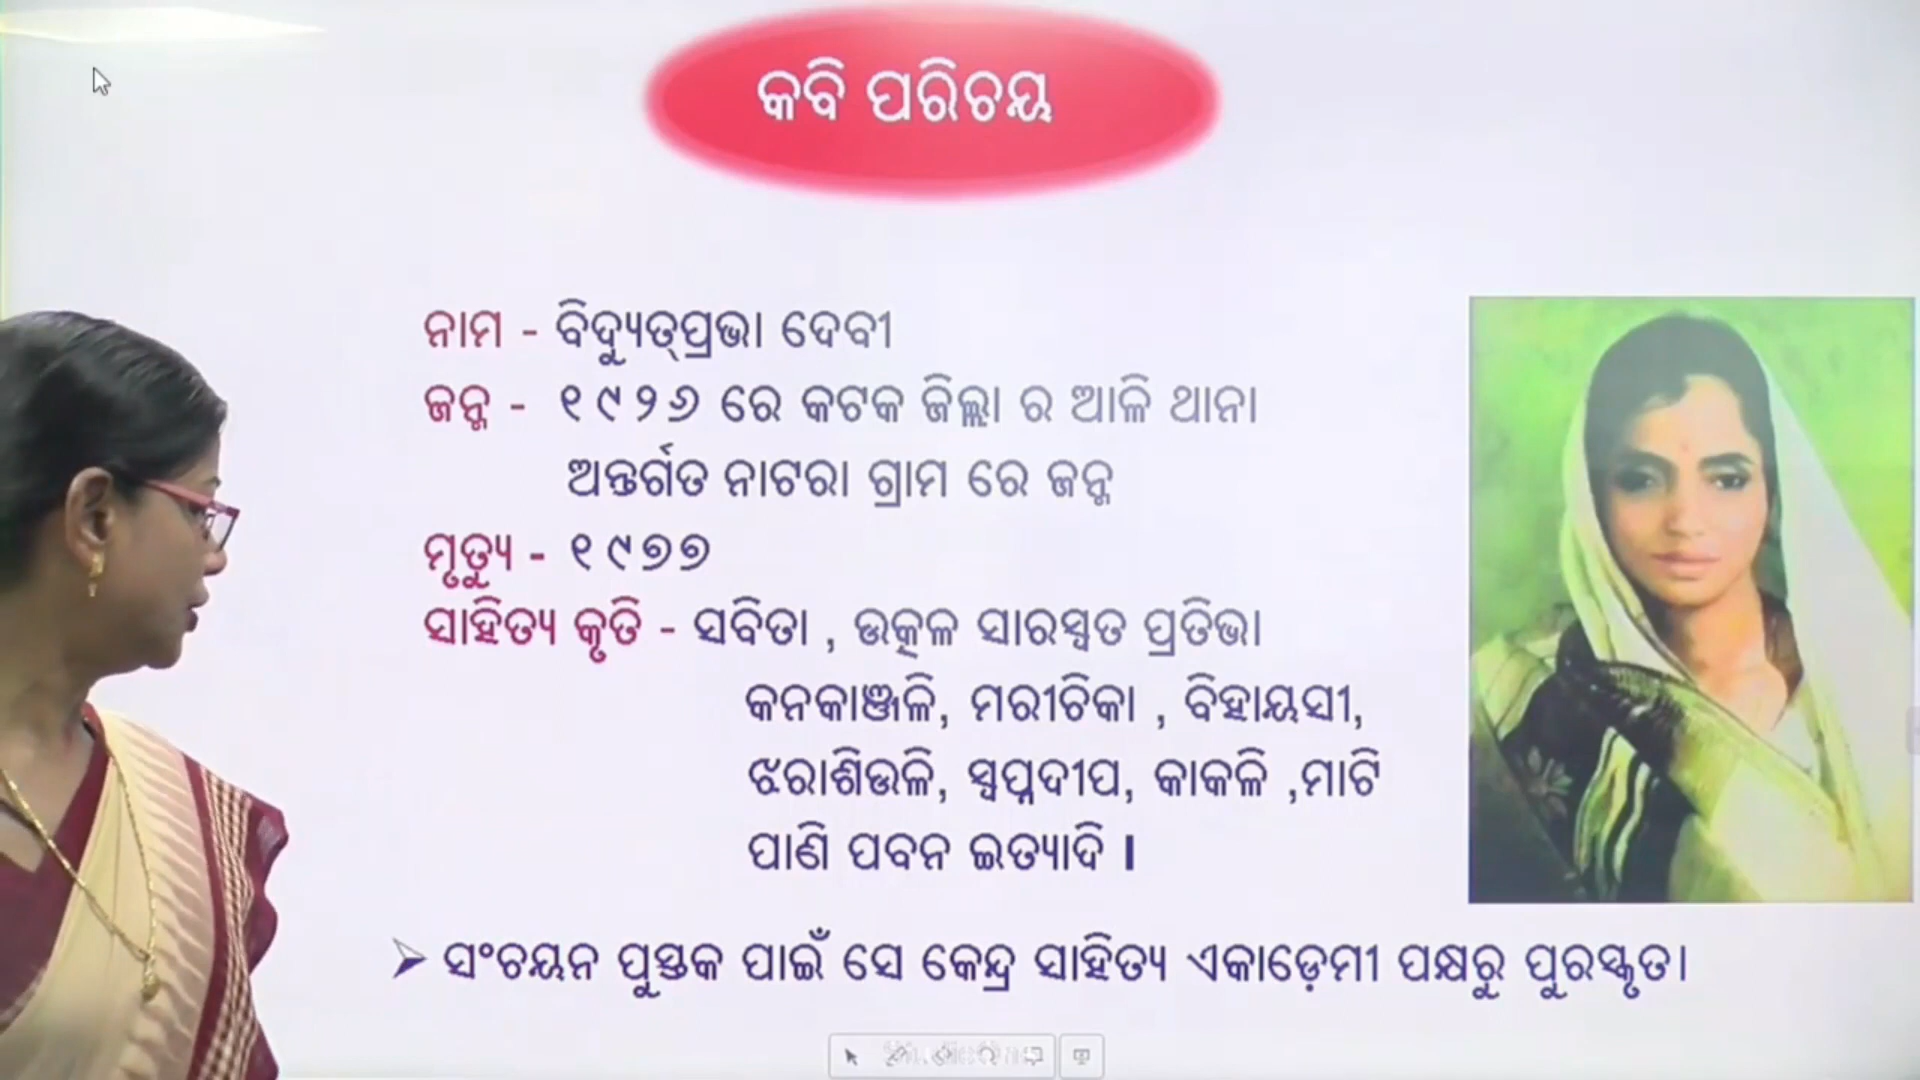 କବି ପରିଚୟ
ନାମ - ବିଦ୍ୟୁତ୍‌ପ୍ରଭା ଦେବୀ
ଜନ୍ମ - ୧୯୨୬ ରେ କଟକ ଜିଲ୍ଲା ର ଆଳି ଥାନା
ଅନ୍ତର୍ଗତ ନାଟରା ଗ୍ରାମ ରେ ଜନ୍ମ
ମୃତ୍ୟୁ - ୧୯୭୭
ସାହିତ୍ୟ କୃତି - ସବିତା , ଉତ୍କଳ ସାରସ୍ୱତ ପ୍ରତିଭା
କନକାଞ୍ଜଳି, ମରୀଚିକା , ବିହାୟସୀ,
ଝରାଶିଉଳି, ସ୍ୱପ୍ନଦୀପ, କାକଳି ,ମାଟି
ପାଣି ପବନ ଇତ୍ୟାଦି ।
➢ ସଂଚୟନ ପୁସ୍ତକ ପାଇଁ ସେ କେନ୍ଦ୍ର ସାହିତ୍ୟ ଏକାଡ଼େମୀ ପକ୍ଷରୁ ପୁରସ୍କୃତ।